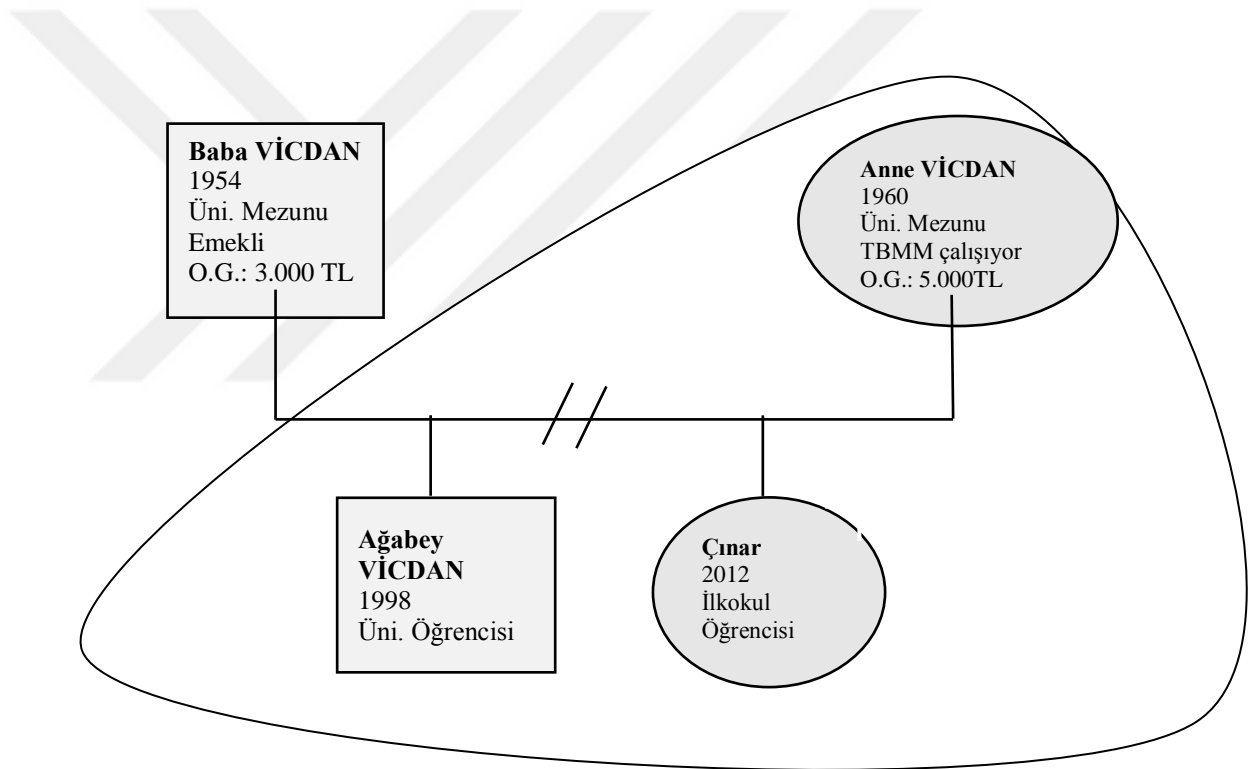 Baba VİCDAN
1954
Üni. Mezunu
Emekli
O.G.: 3.000 TL
Anne VİCDAN
1960
Üni. Mezunu
TBMM çalışıyor
O.G.: 5.000TL
Ağabey
VİCDAN
1998
Üni. Öğrencisi
Çınar
2012
İlkokul
Öğrencisi